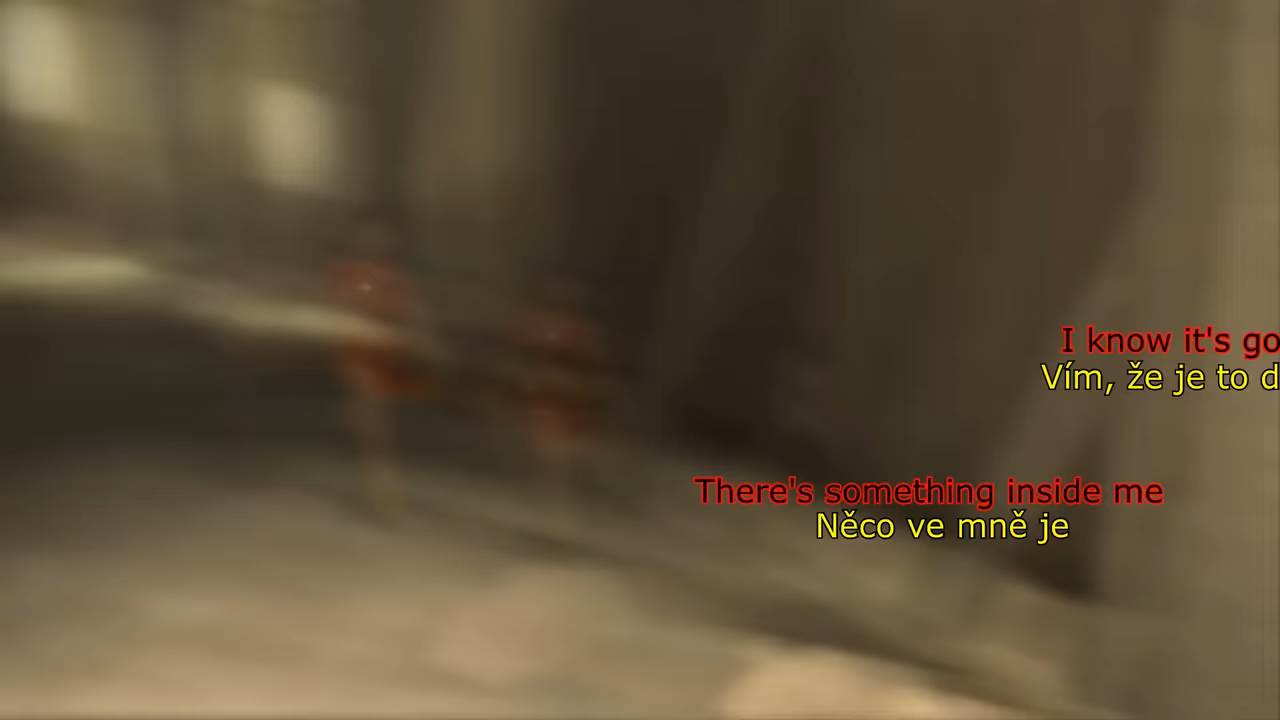 I know it's
Vím, že je to
There's something inside me
Něco ve mně je